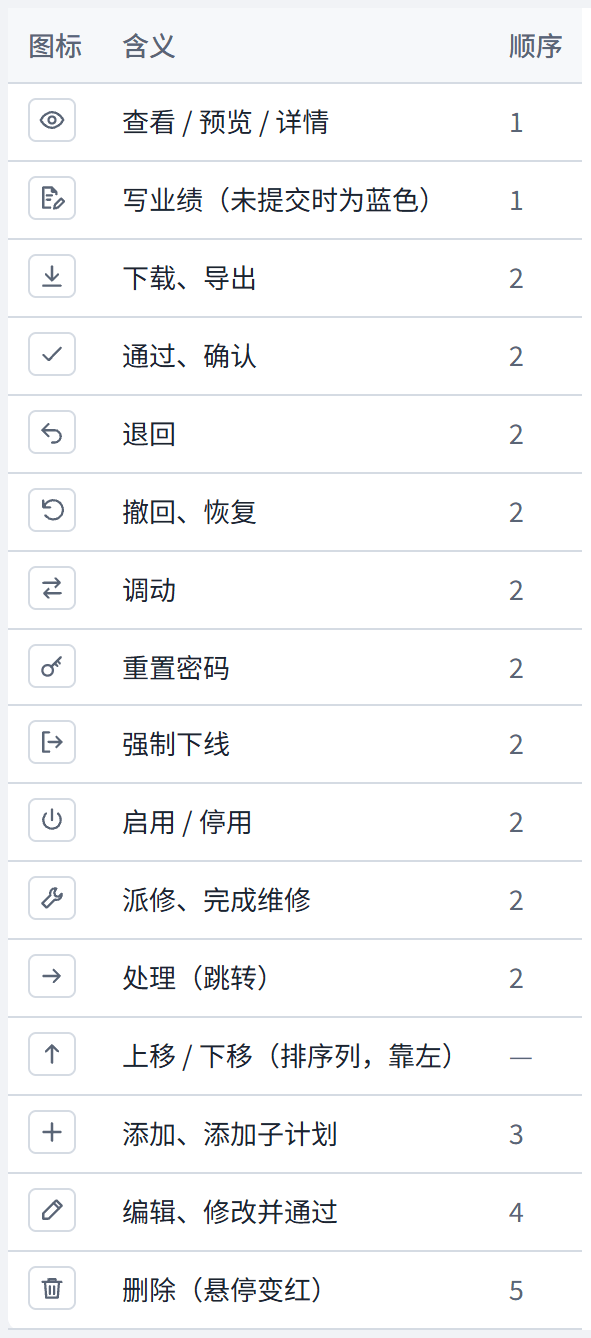 图标 含义 顺序
查看 / 预览 / 详情 1
写业绩（未提交时为蓝色） 1
下载、导出 2
通过、确认 2
退回 2
撤回、恢复 2
调动 2
重置密码 2
强制下线 2
启用 / 停用 2
派修、完成维修 2
处理（跳转） 2
上移 / 下移（排序列，靠左） —
添加、添加子计划 3
编辑、修改并通过 4
删除（悬停变红） 5